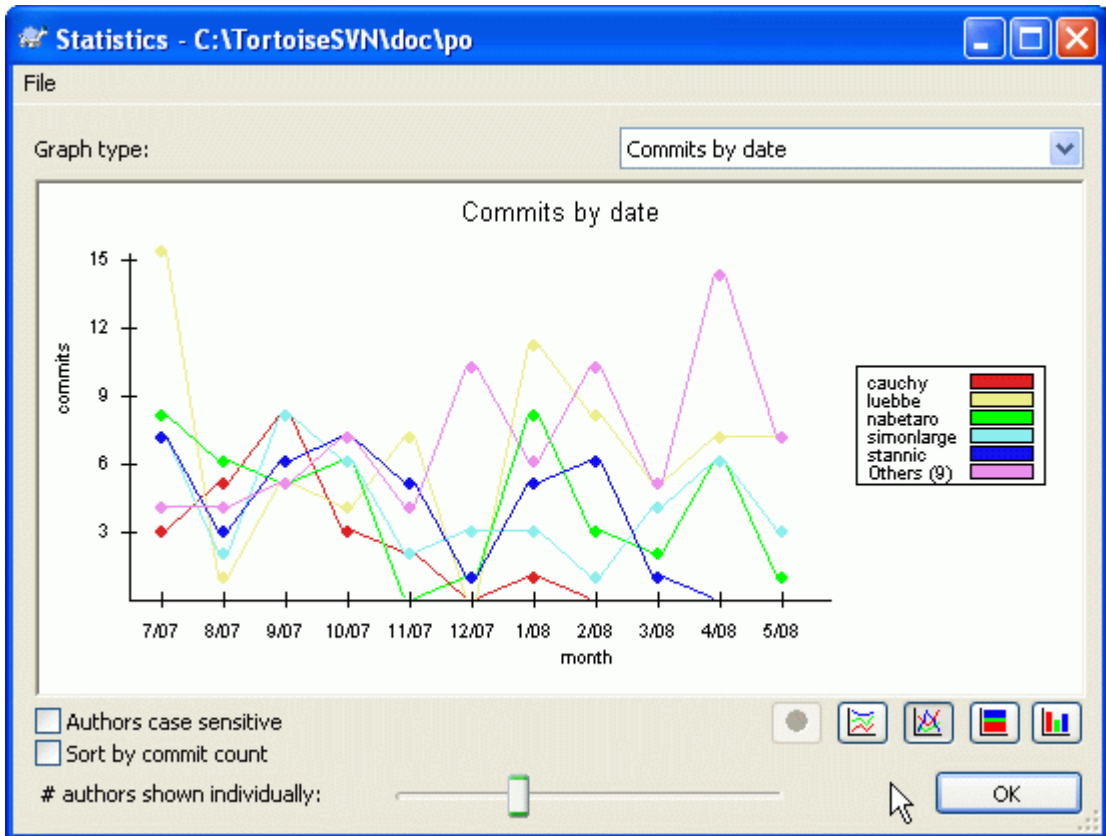 Statistics - C:\TortoiseSVN\doc\po
File
Graph type:
Commits by date
Commits by date
15
12
9
6
3
commits
7/07 8/07 9/07 10/07 11/07 12/07 1/08 2/08 3/08 4/08 5/08
month
cauchy
luebbe
nabetaro
simonlarge
stannic
Others (9)
Authors case sensitive
Sort by commit count
# authors shown individually:
OK